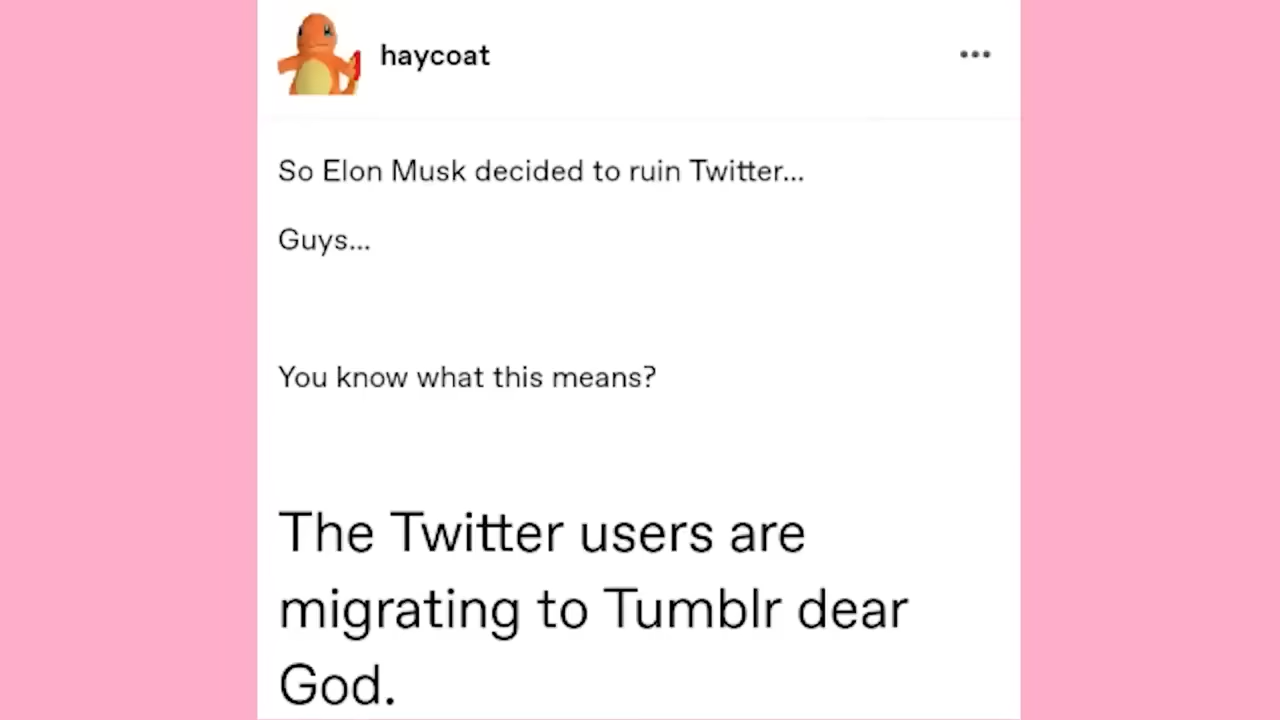 haycoat
So Elon Musk decided to ruin Twitter...
Guys...
You know what this means?
The Twitter users are
migrating to Tumblr dear
God.